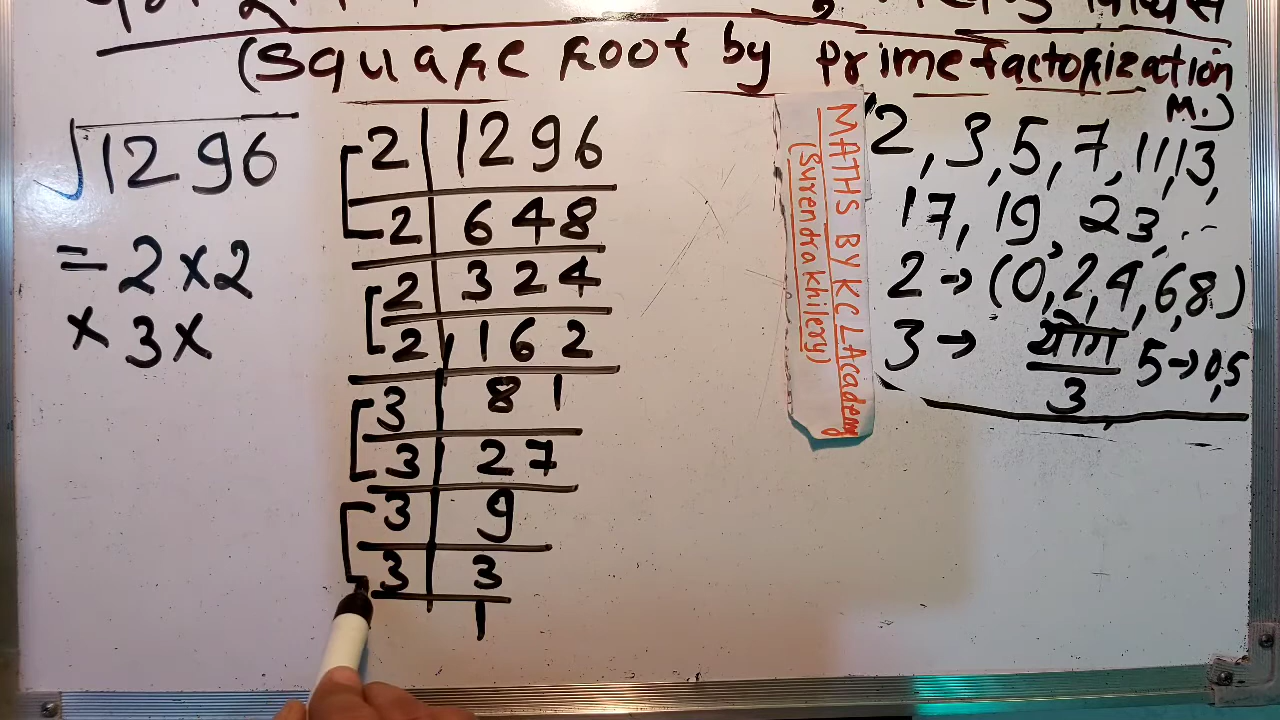 (Square Root by Prime factorization
M.)
√1296
= 2 × 2
× 3 ×
2 | 1296
2 | 648
2 | 324
2 | 162
3 | 81
3 | 27
3 | 9
3 | 3
1
MATHS BY KCL Academy
(Surendra Khilery)
2, 3, 5, 7, 11, 13,
17, 19, 23, ...
2 → (0, 2, 4, 6, 8)
3 → योग/3 5 → 0,5